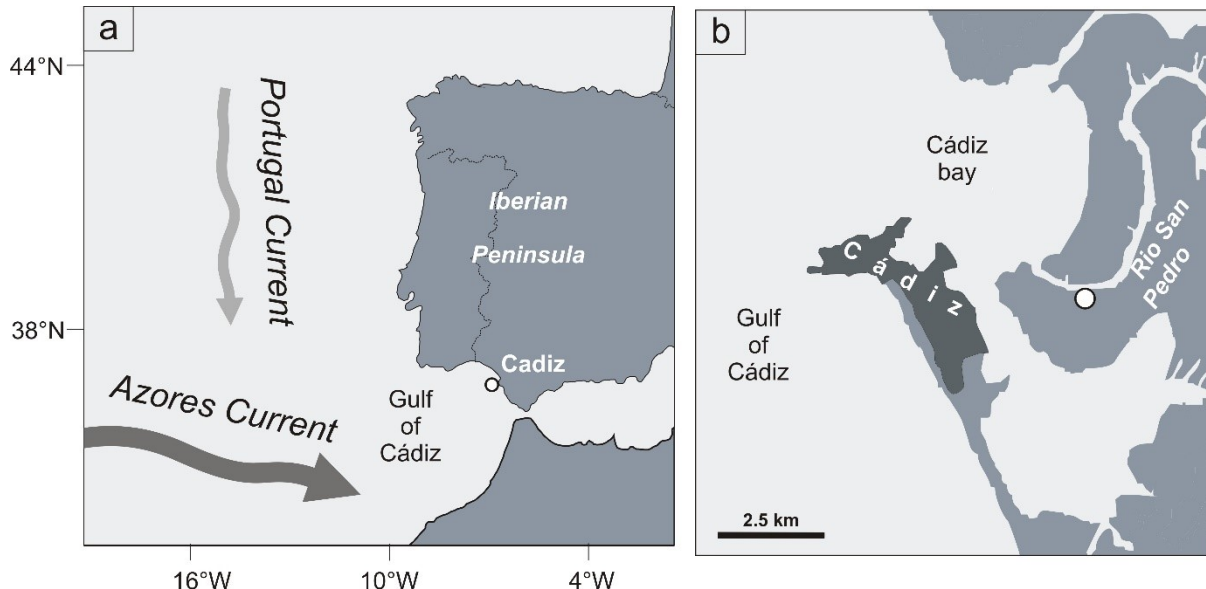 a
44°N
38°N
16°W
10°W
4°W
Portugal Current
Azores Current
Iberian
Peninsula
Cadiz
Gulf
of
Cádiz
b
Cádiz
bay
Rio San
Pedro
Cádiz
Gulf
of
Cádiz
2.5 km